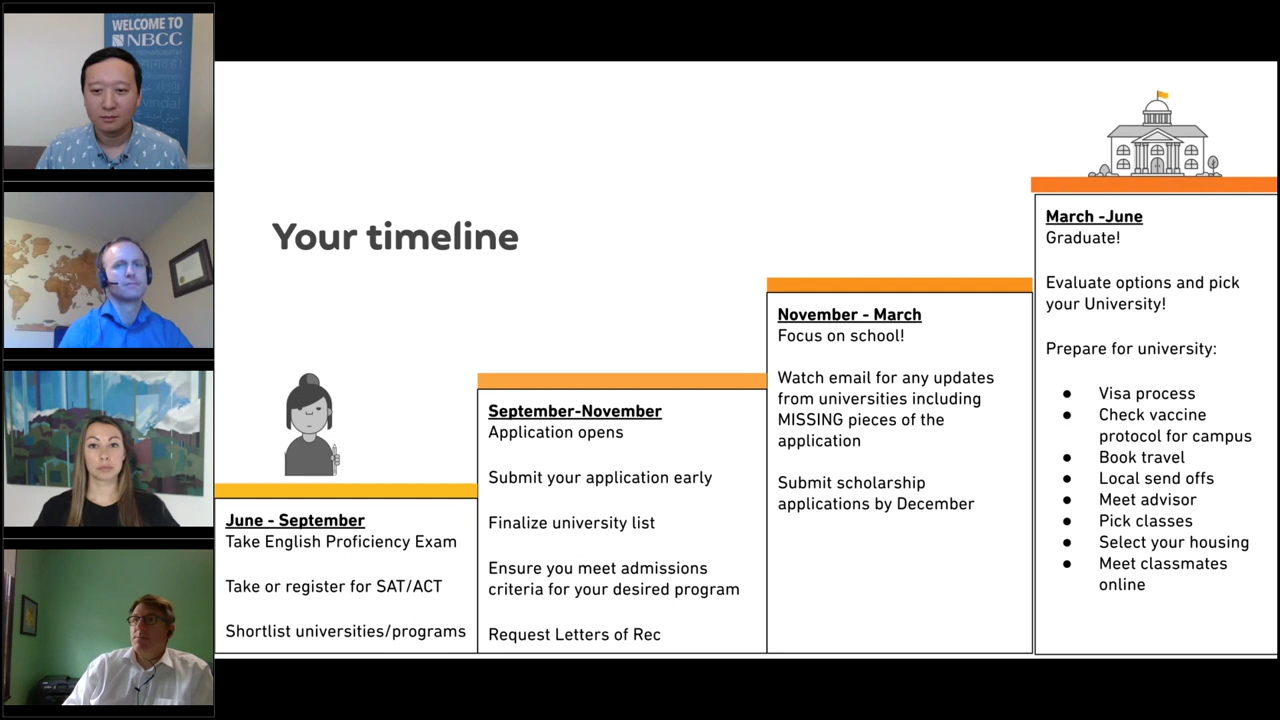 WELCOME TO
NBCC
Your timeline
June - September
Take English Proficiency Exam
Take or register for SAT/ACT
Shortlist universities/programs
September-November
Application opens
Submit your application early
Finalize university list
Ensure you meet admissions
criteria for your desired program
Request Letters of Rec
November - March
Focus on school!
Watch email for any updates
from universities including
MISSING pieces of the
application
Submit scholarship
applications by December
March -June
Graduate!
Evaluate options and pick
your University!
Prepare for university:
● Visa process
● Check vaccine
protocol for campus
● Book travel
● Local send offs
● Meet advisor
● Pick classes
● Select your housing
● Meet classmates
online